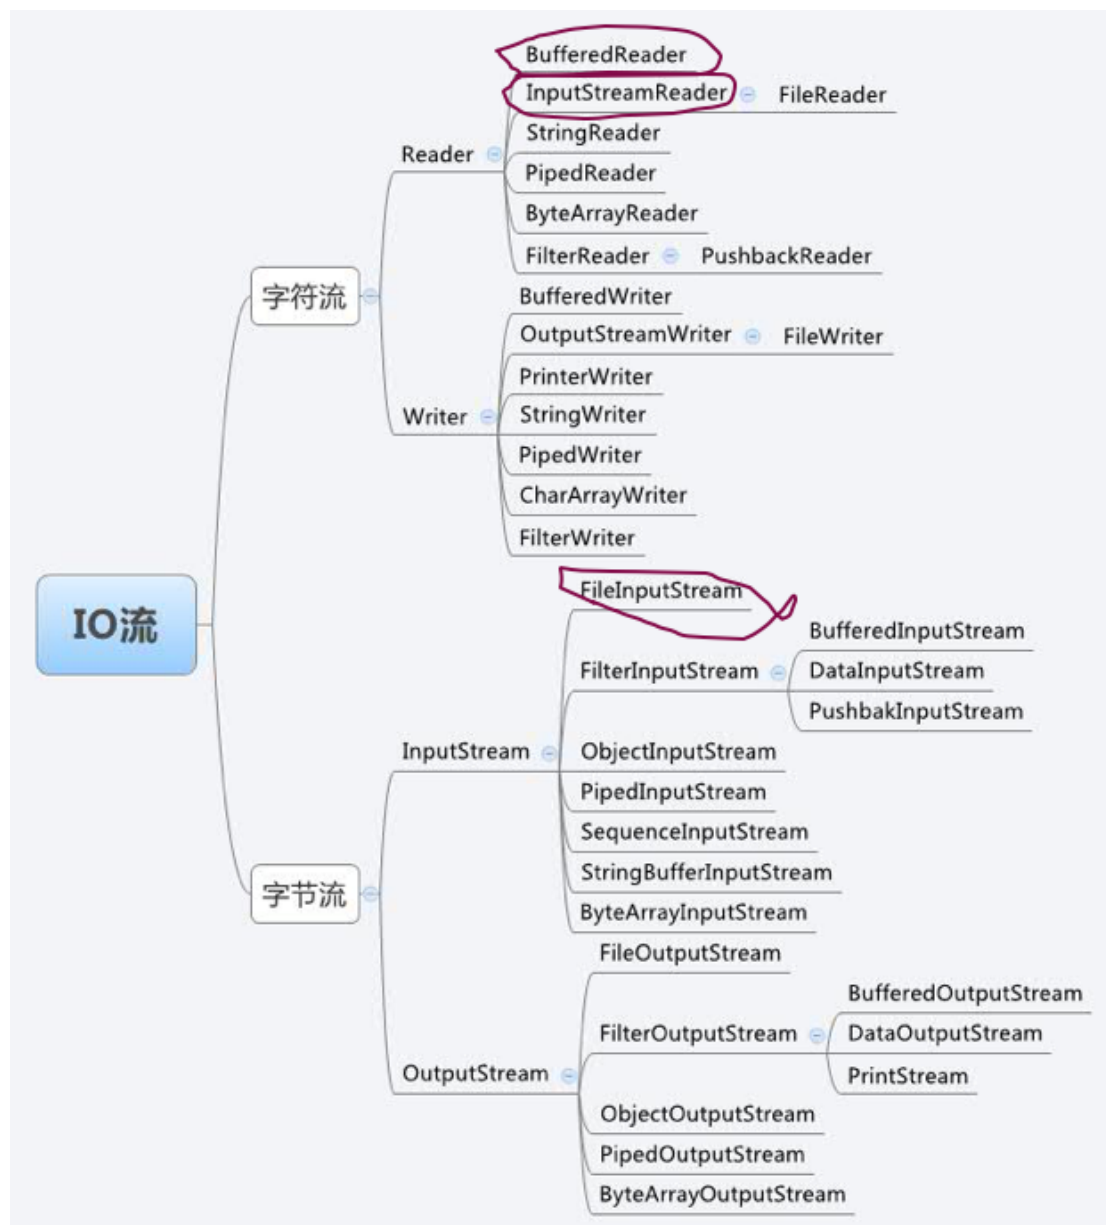 BufferedReader
InputStreamReader
FileReader
StringReader
Reader
PipedReader
ByteArrayReader
FilterReader
PushbackReader
字符流
BufferedWriter
OutputStreamWriter
FileWriter
PrinterWriter
Writer
StringWriter
PipedWriter
CharArrayWriter
FilterWriter
IO流
FileInputStream
FilterInputStream
BufferedInputStream
DataInputStream
PushbakInputStream
InputStream
ObjectInputStream
PipedInputStream
SequenceInputStream
StringBufferInputStream
ByteArrayInputStream
字节流
FileOutputStream
FilterOutputStream
BufferedOutputStream
DataOutputStream
PrintStream
OutputStream
ObjectOutputStream
PipedOutputStream
ByteArrayOutputStream